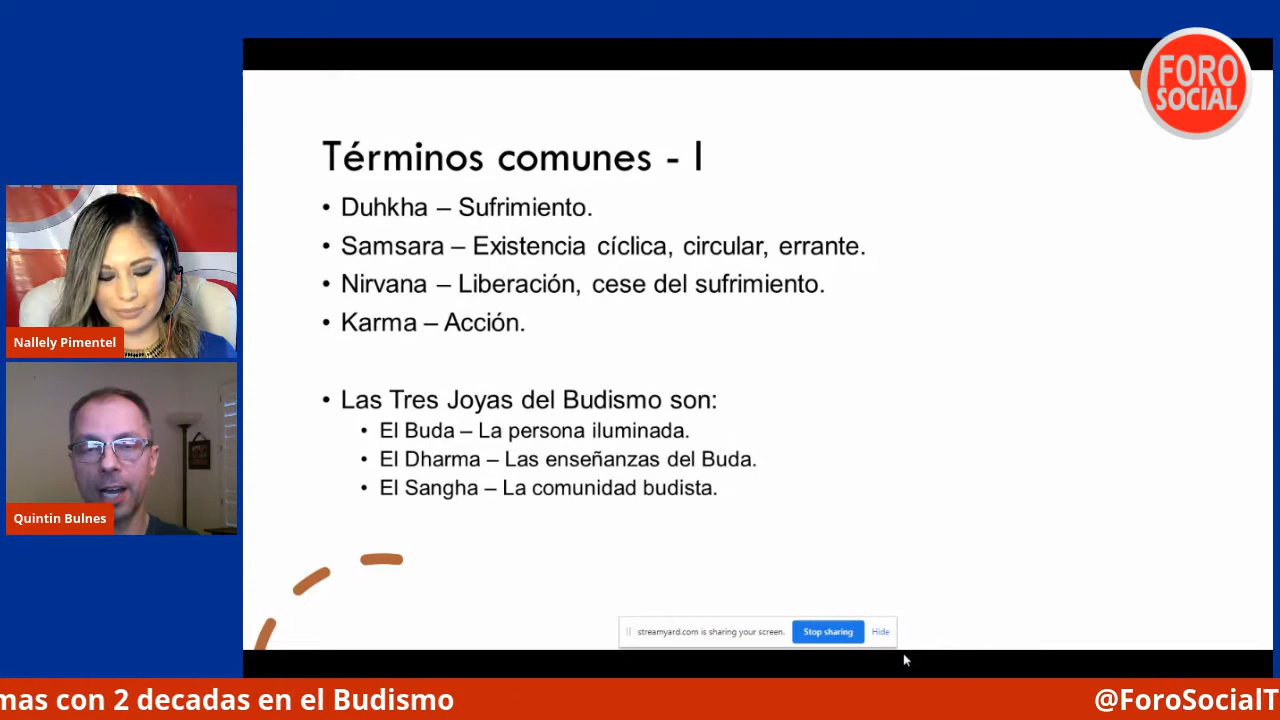 FORO
SOCIAL
Términos comunes - I
• Duhkha – Sufrimiento.
• Samsara – Existencia cíclica, circular, errante.
• Nirvana – Liberación, cese del sufrimiento.
• Karma – Acción.
• Las Tres Joyas del Budismo son:
• El Buda – La persona iluminada.
• El Dharma – Las enseñanzas del Buda.
• El Sangha – La comunidad budista.
Nallely Pimentel
Quintin Bulnes
streamyard.com is sharing your screen. Stop sharing Hide
mas con 2 decadas en el Budismo
@ForoSocialT